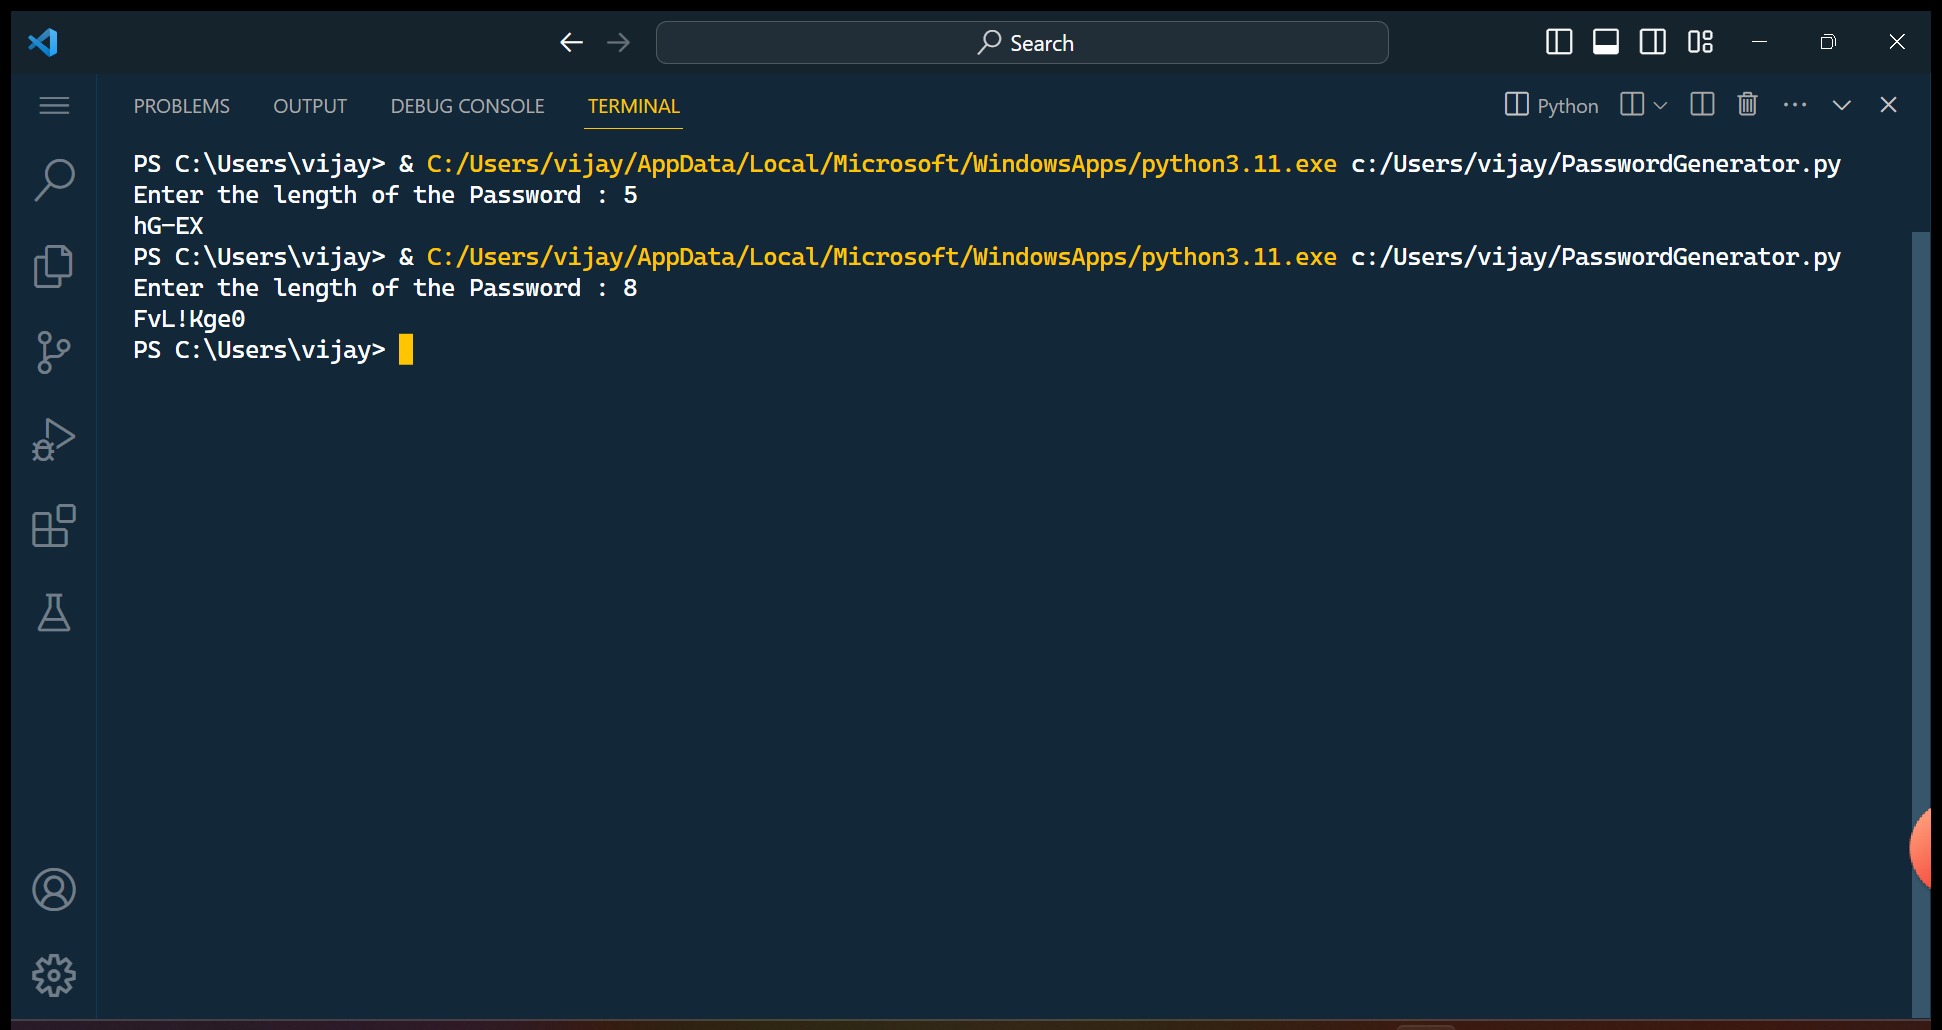 Search
PROBLEMS OUTPUT DEBUG CONSOLE TERMINAL Python
PS C:\Users\vijay> & C:/Users/vijay/AppData/Local/Microsoft/WindowsApps/python3.11.exe c:/Users/vijay/PasswordGenerator.py
Enter the length of the Password : 5
hG-EX
PS C:\Users\vijay> & C:/Users/vijay/AppData/Local/Microsoft/WindowsApps/python3.11.exe c:/Users/vijay/PasswordGenerator.py
Enter the length of the Password : 8
FvL!Kge0
PS C:\Users\vijay>